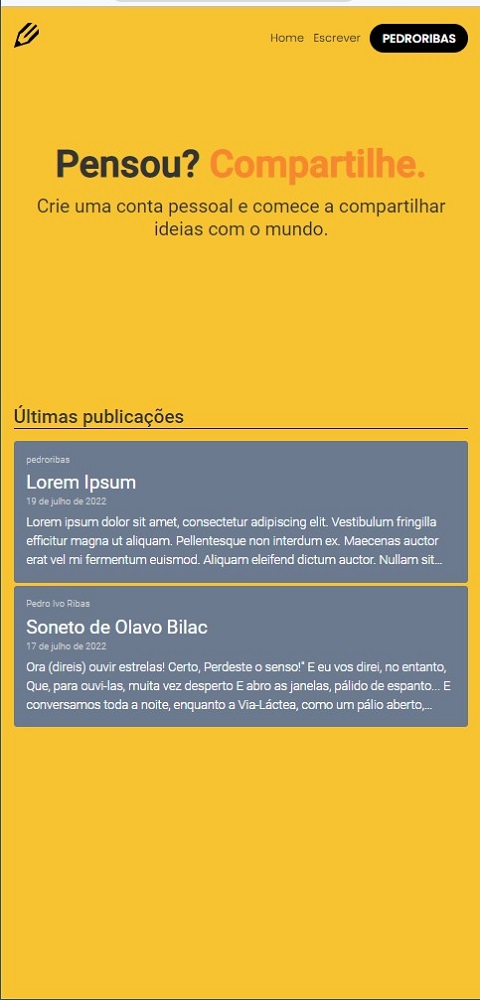 Home Escrever PEDRORIBAS
Pensou? Compartilhe.
Crie uma conta pessoal e comece a compartilhar
ideias com o mundo.
Últimas publicações
pedroribas
Lorem Ipsum
19 de julho de 2022
Lorem ipsum dolor sit amet, consectetur adipiscing elit. Vestibulum fringilla
efficitur magna ut aliquam. Pellentesque non interdum ex. Maecenas auctor
erat vel mi fermentum euismod. Aliquam eleifend dictum auctor. Nullam sit...
Pedro Ivo Ribas
Soneto de Olavo Bilac
17 de julho de 2022
Ora (direis) ouvir estrelas! Certo, Perdeste o senso!" E eu vos direi, no entanto,
Que, para ouvi-las, muita vez desperto E abro as janelas, pálido de espanto... E
conversamos toda a noite, enquanto a Via-Láctea, como um pálio aberto,...